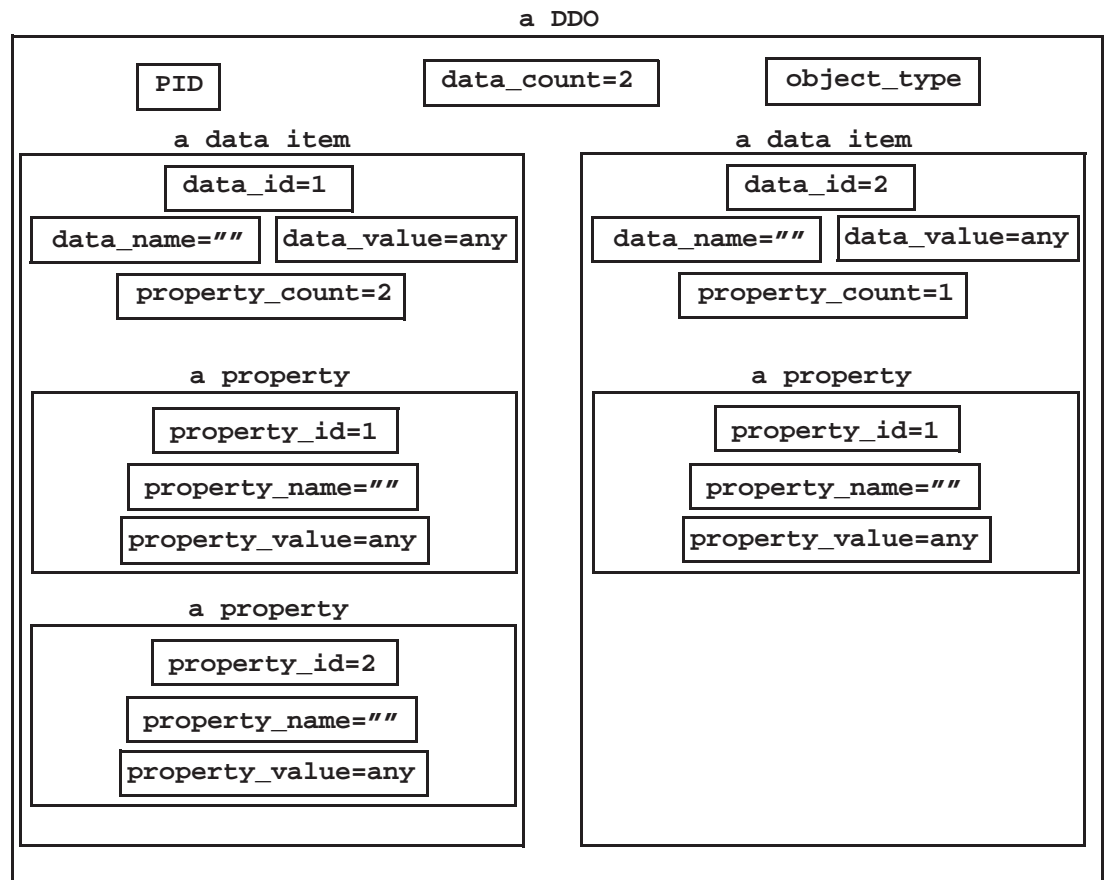 a DDO
PID
data_count=2
object_type
a data item
data_id=1
data_name=""
data_value=any
property_count=2
a property
property_id=1
property_name=""
property_value=any
a property
property_id=2
property_name=""
property_value=any
a data item
data_id=2
data_name=""
data_value=any
property_count=1
a property
property_id=1
property_name=""
property_value=any